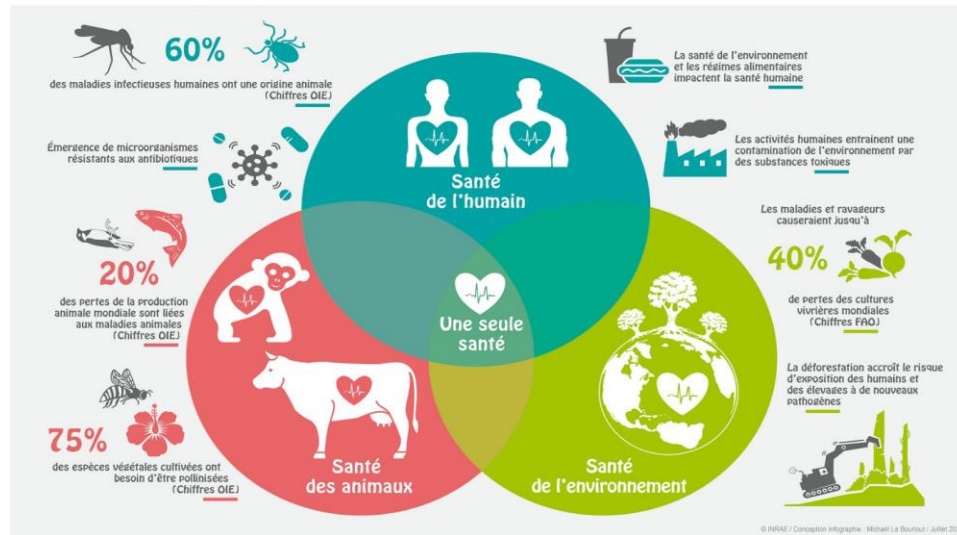 60%
des maladies infectieuses humaines ont une origine animale
(Chiffres OIE)
Émergence de microorganismes
résistants aux antibiotiques
20%
des pertes de la production
animale mondiale sont liées
aux maladies animales
(Chiffres OIE)
75%
des espèces végétales cultivées ont
besoin d'être pollinisées
(Chiffres OIE)
Santé
de l'humain
Une seule
santé
Santé
des animaux
Santé
de l'environnement
La santé de l'environnement
et les régimes alimentaires
impactent la santé humaine
Les activités humaines entrainent une
contamination de l'environnement par
des substances toxiques
Les maladies et ravageurs
causeraient jusqu'à
40%
de pertes des cultures
vivrières mondiales
(Chiffres FAO)
La déforestation accroît le risque
d'exposition des humains et
des élevages à de nouveaux
pathogènes
© INRAE / Conception infographie : Michaël Le Bourlout / Juillet 20